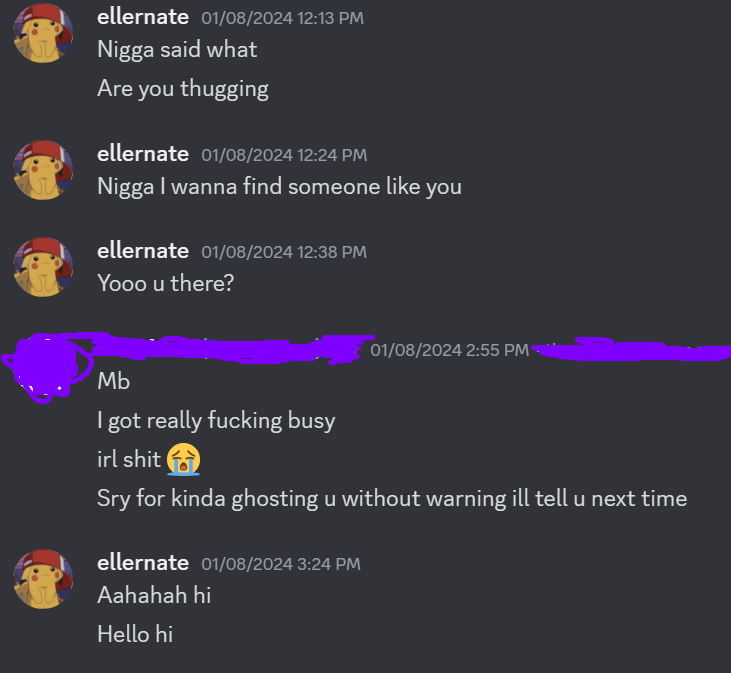 ellernate 01/08/2024 12:13 PM
Nigga said what
Are you thugging
ellernate 01/08/2024 12:24 PM
Nigga I wanna find someone like you
ellernate 01/08/2024 12:38 PM
Yooo u there?
01/08/2024 2:55 PM
Mb
I got really fucking busy
irl shit 😭
Sry for kinda ghosting u without warning ill tell u next time
ellernate 01/08/2024 3:24 PM
Aahahah hi
Hello hi